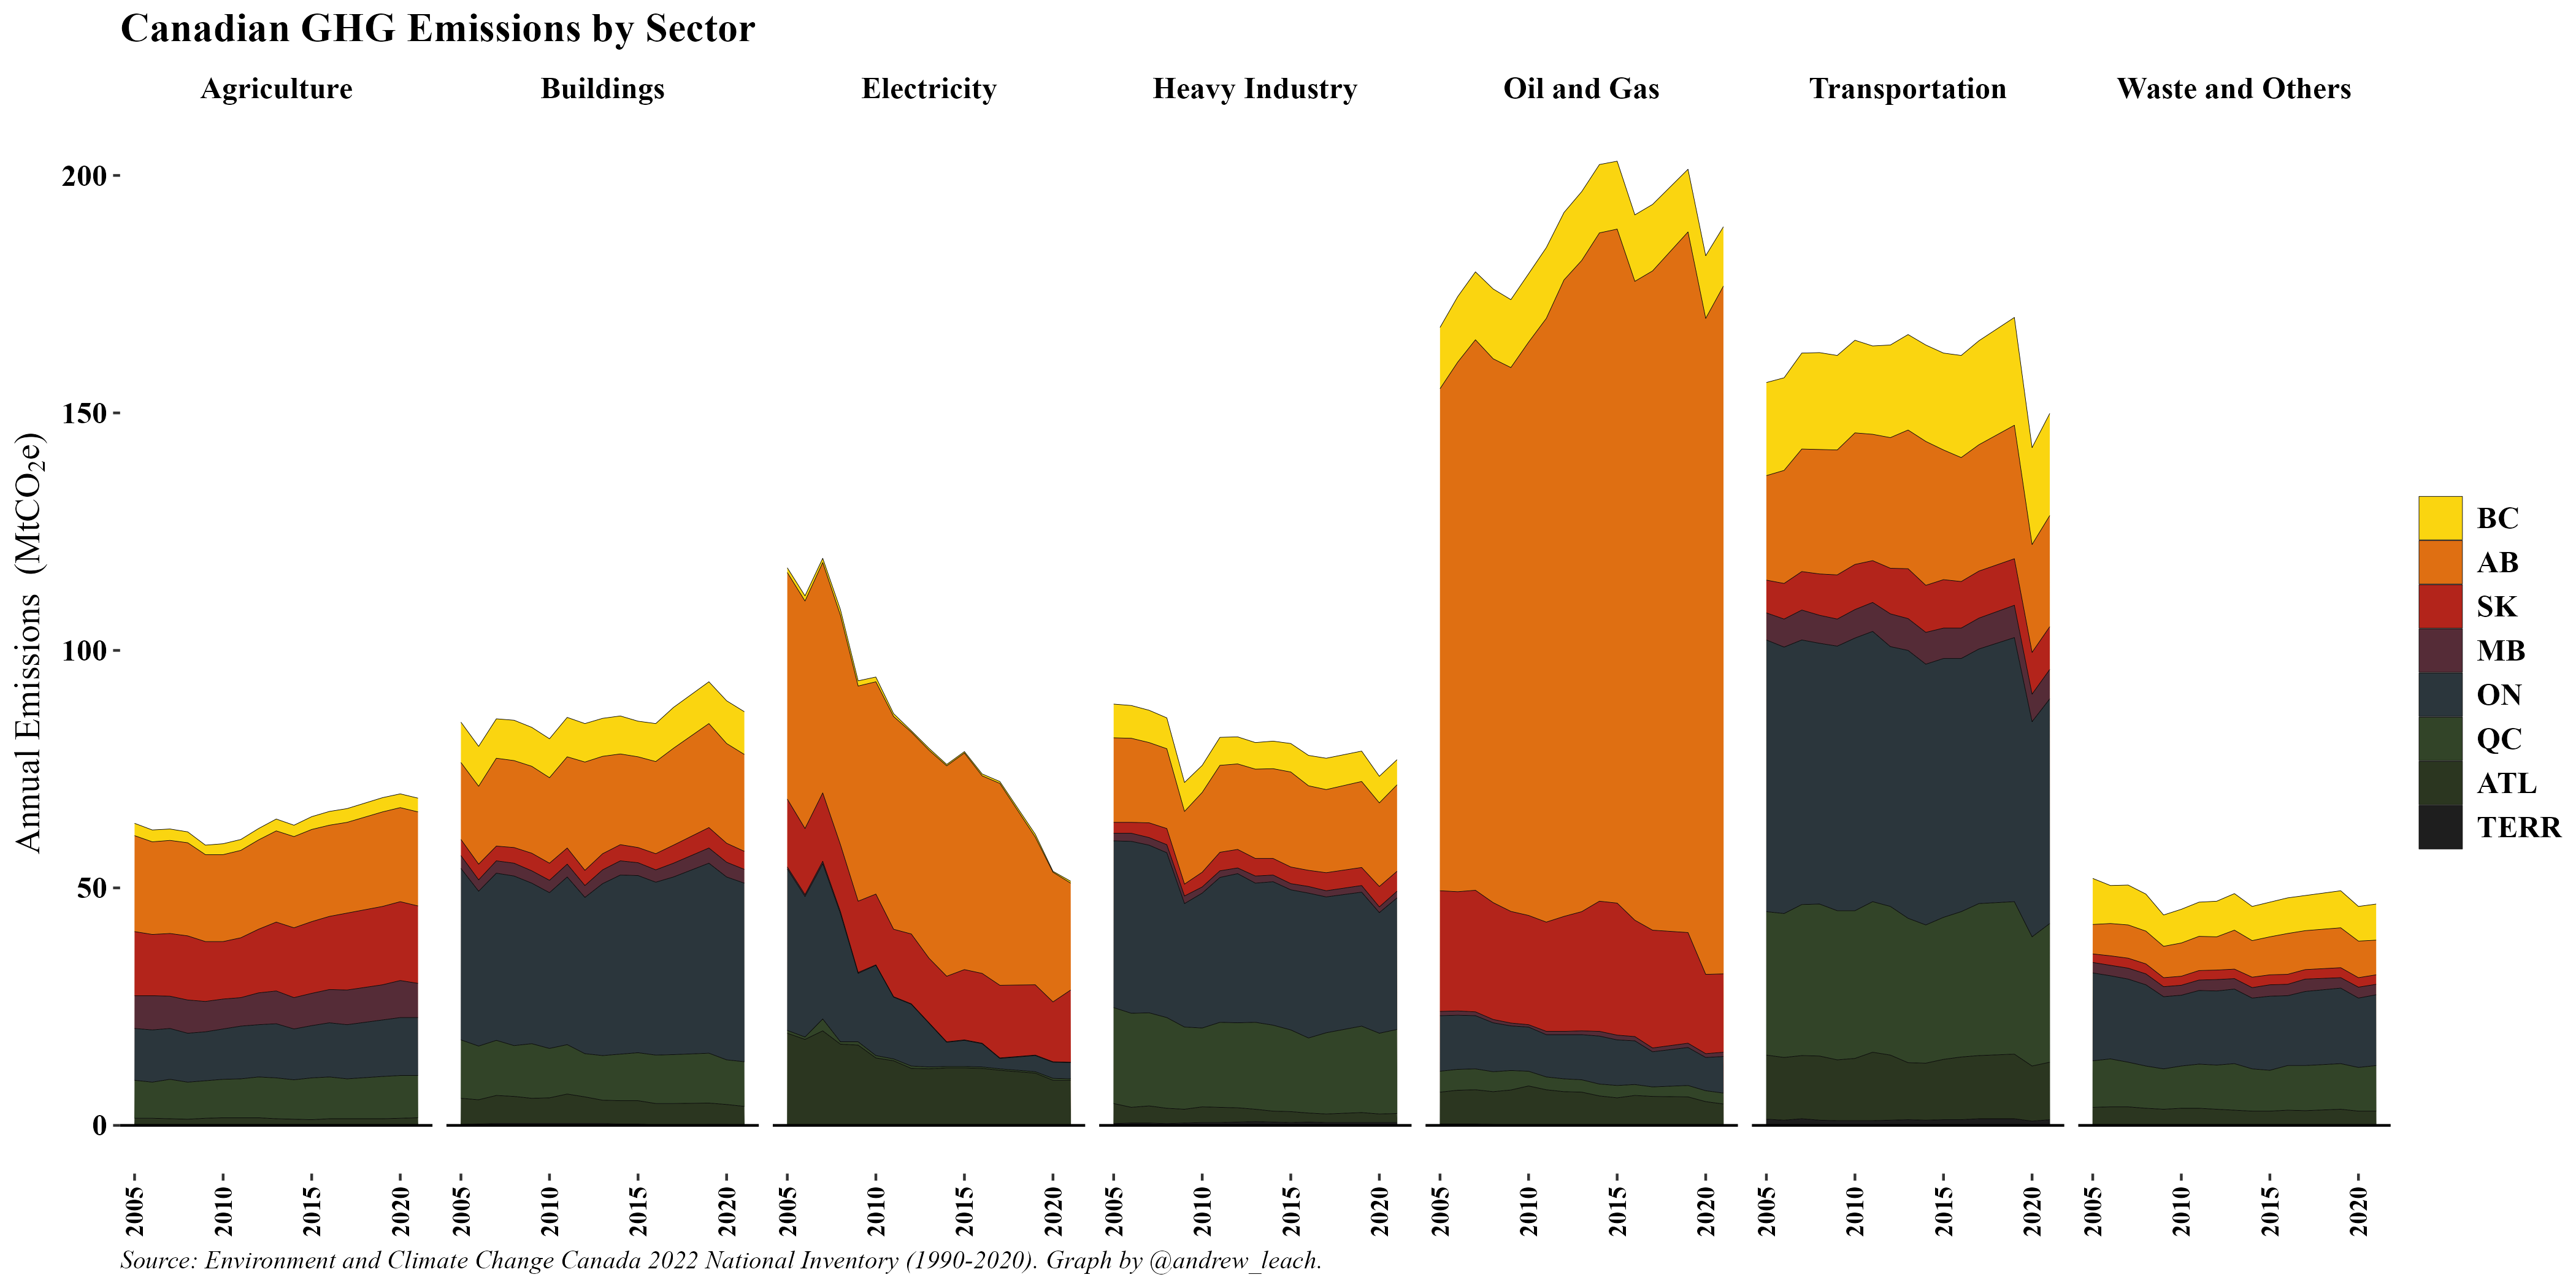 Canadian GHG Emissions by Sector
Agriculture Buildings Electricity Heavy Industry Oil and Gas Transportation Waste and Others
Annual Emissions (MtCO₂e)
200
150
100
50
0
BC
AB
SK
MB
ON
QC
ATL
TERR
2005 2010 2015 2020 2005 2010 2015 2020 2005 2010 2015 2020 2005 2010 2015 2020 2005 2010 2015 2020 2005 2010 2015 2020 2005 2010 2015 2020
Source: Environment and Climate Change Canada 2022 National Inventory (1990-2020). Graph by @andrew_leach.